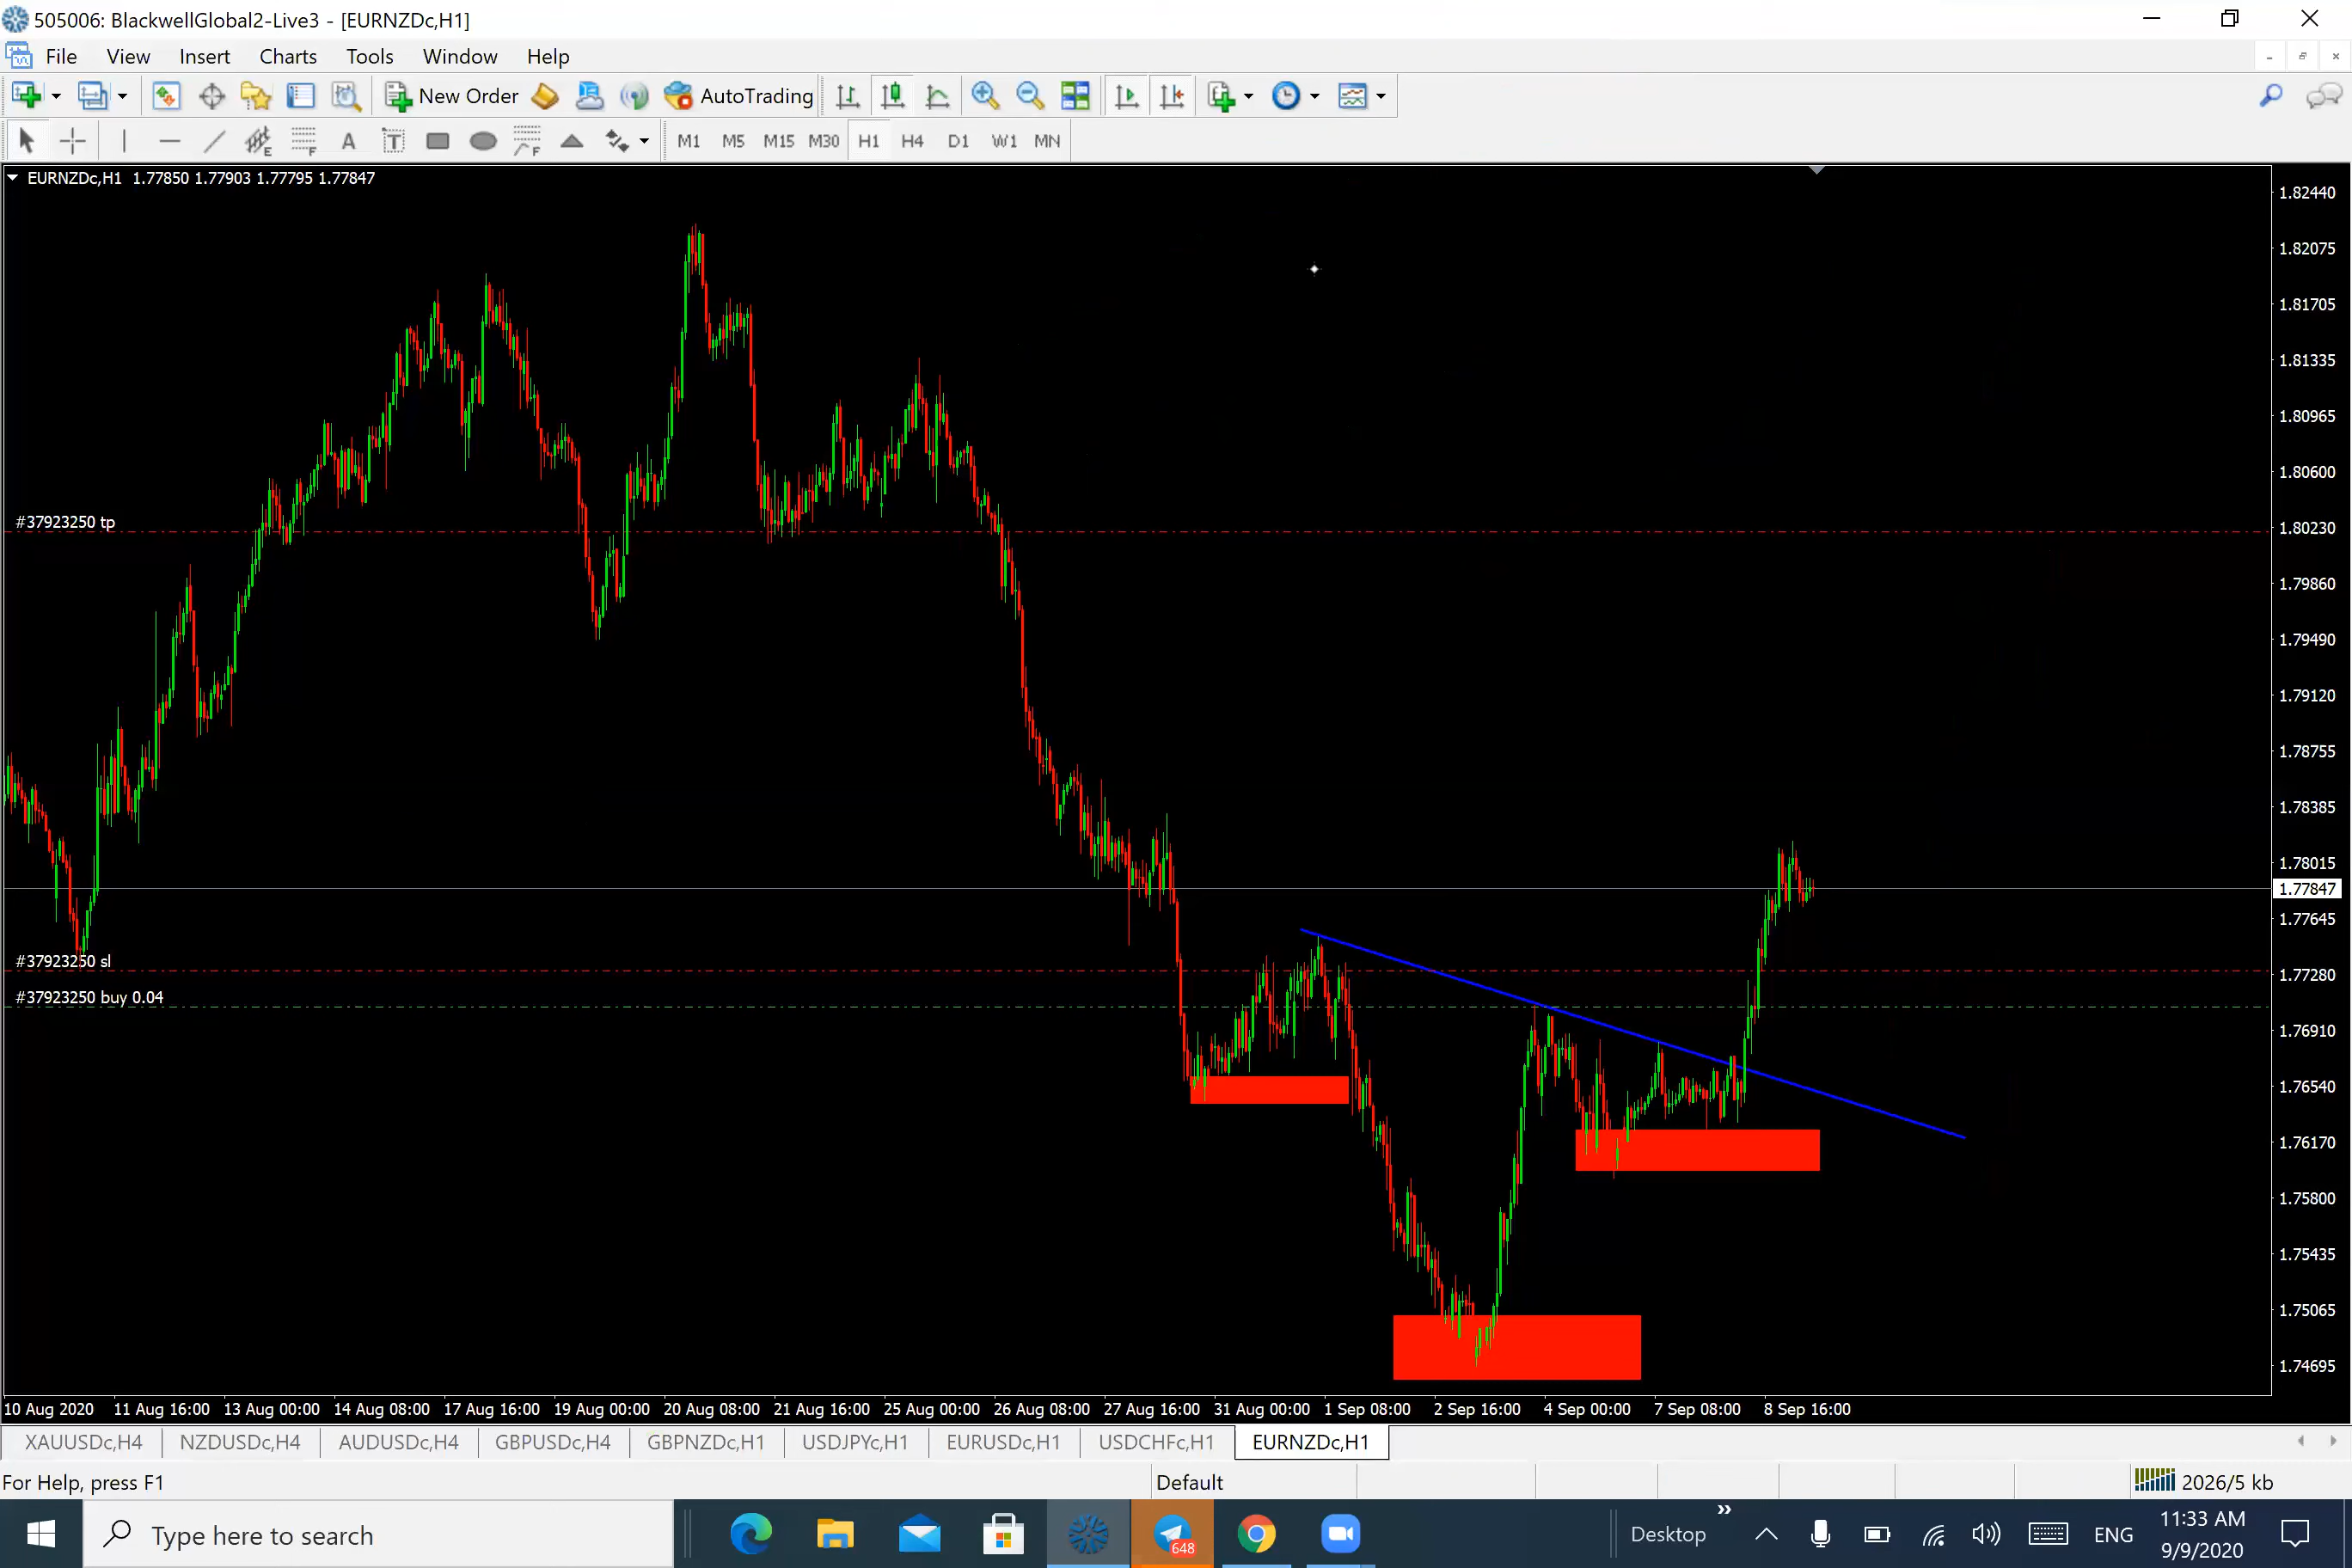 505006: BlackwellGlobal2-Live3 - [EURNZDc,H1]
File View Insert Charts Tools Window Help
New Order AutoTrading
A T E F F M1 M5 M15 M30 H1 H4 D1 W1 MN
EURNZDc,H1 1.77850 1.77903 1.77795 1.77847
1.82440
1.82075
1.81705
1.81335
1.80965
1.80600
#37923250 tp
1.80230
1.79860
1.79490
1.79120
1.78755
1.78385
1.78015
1.77847
1.77645
#37923250 sl
1.77280
#37923250 buy 0.04
1.76910
1.76540
1.76170
1.75800
1.75435
1.75065
1.74695
10 Aug 2020 11 Aug 16:00 13 Aug 00:00 14 Aug 08:00 17 Aug 16:00 19 Aug 00:00 20 Aug 08:00 21 Aug 16:00 25 Aug 00:00 26 Aug 08:00 27 Aug 16:00 31 Aug 00:00 1 Sep 08:00 2 Sep 16:00 4 Sep 00:00 7 Sep 08:00 8 Sep 16:00
XAUUSDc,H4 NZDUSDc,H4 AUDUSDc,H4 GBPUSDc,H4 GBPNZDc,H1 USDJPYc,H1 EURUSDc,H1 USDCHFc,H1 EURNZDc,H1
For Help, press F1 Default 2026/5 kb
Type here to search 648 Desktop ENG 11:33 AM
9/9/2020